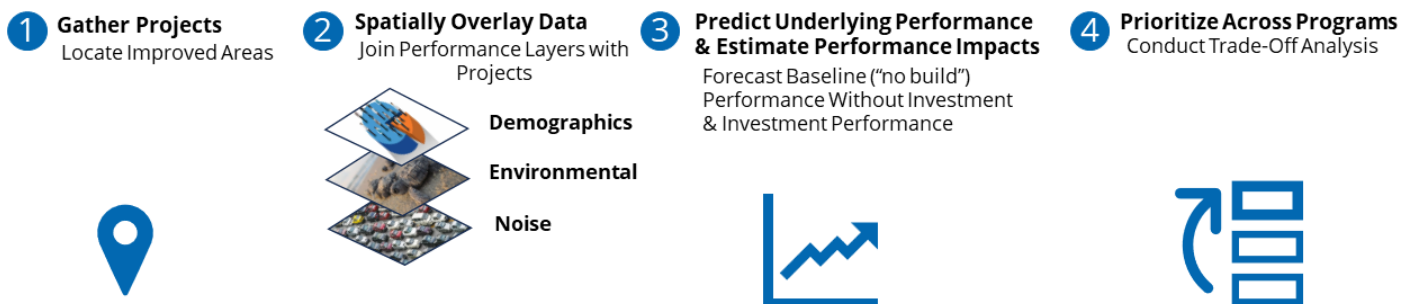 1
Gather Projects
Locate Improved Areas
2
Spatially Overlay Data
Join Performance Layers with
Projects
Demographics
Environmental
Noise
3
Predict Underlying Performance
& Estimate Performance Impacts
Forecast Baseline (“no build”)
Performance Without Investment
& Investment Performance
4
Prioritize Across Programs
Conduct Trade-Off Analysis